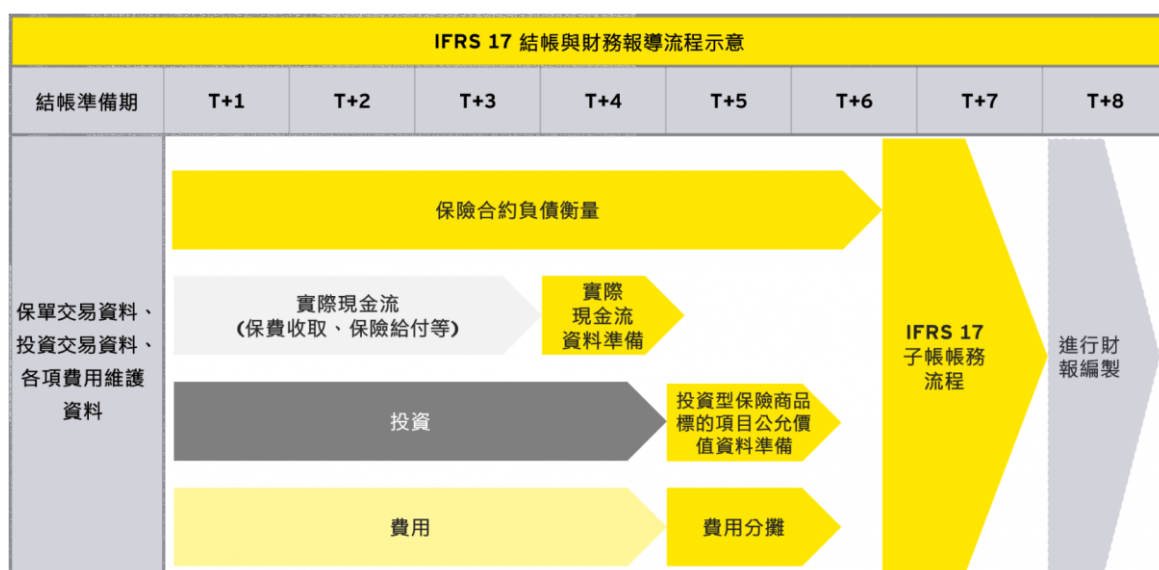 IFRS 17 結帳與財務報導流程示意
結帳準備期
T+1
T+2
T+3
T+4
T+5
T+6
T+7
T+8
保單交易資料、
投資交易資料、
各項費用維護
資料
保險合約負債衡量
實際現金流
(保費收取、保險給付等)
實際
現金流
資料準備
投資
投資型保險商品
標的項目公允價
值資料準備
費用
費用分攤
IFRS 17
子帳帳務
流程
進行財
報編製